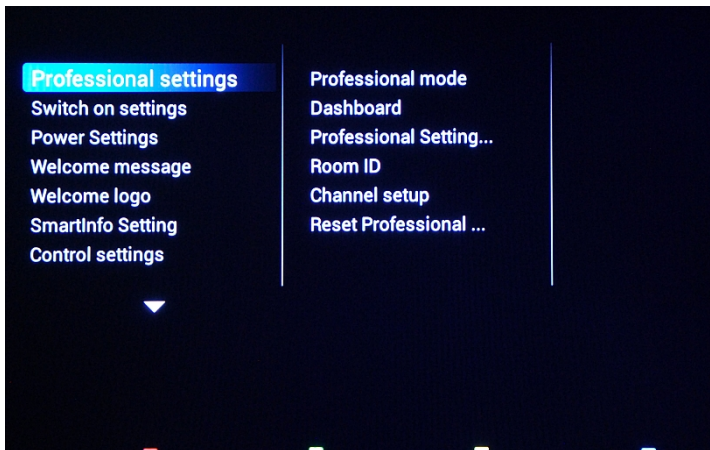 Professional settings
Switch on settings
Power Settings
Welcome message
Welcome logo
SmartInfo Setting
Control settings
Professional mode
Dashboard
Professional Setting...
Room ID
Channel setup
Reset Professional ...